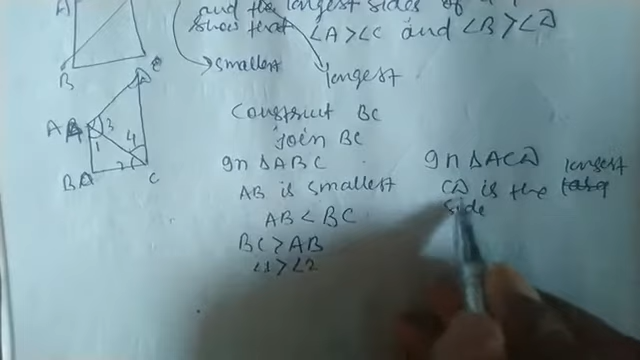 A
and the longest sides of a
show that ∠A>∠C and ∠B>∠D
B
smallest
longest
A
3
1
4
2
B
C
Construct BC
join BC
In ΔABC
AB is smallest
AB < BC
BC > AB
∠1 > ∠2
In ΔACD longest
CD is the
side